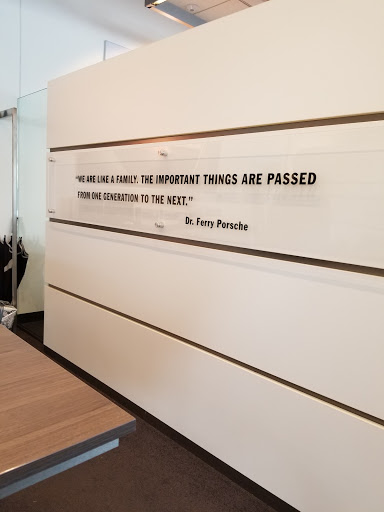 "WE ARE LIKE A FAMILY. THE IMPORTANT THINGS ARE PASSED
FROM ONE GENERATION TO THE NEXT."
Dr. Ferry Porsche